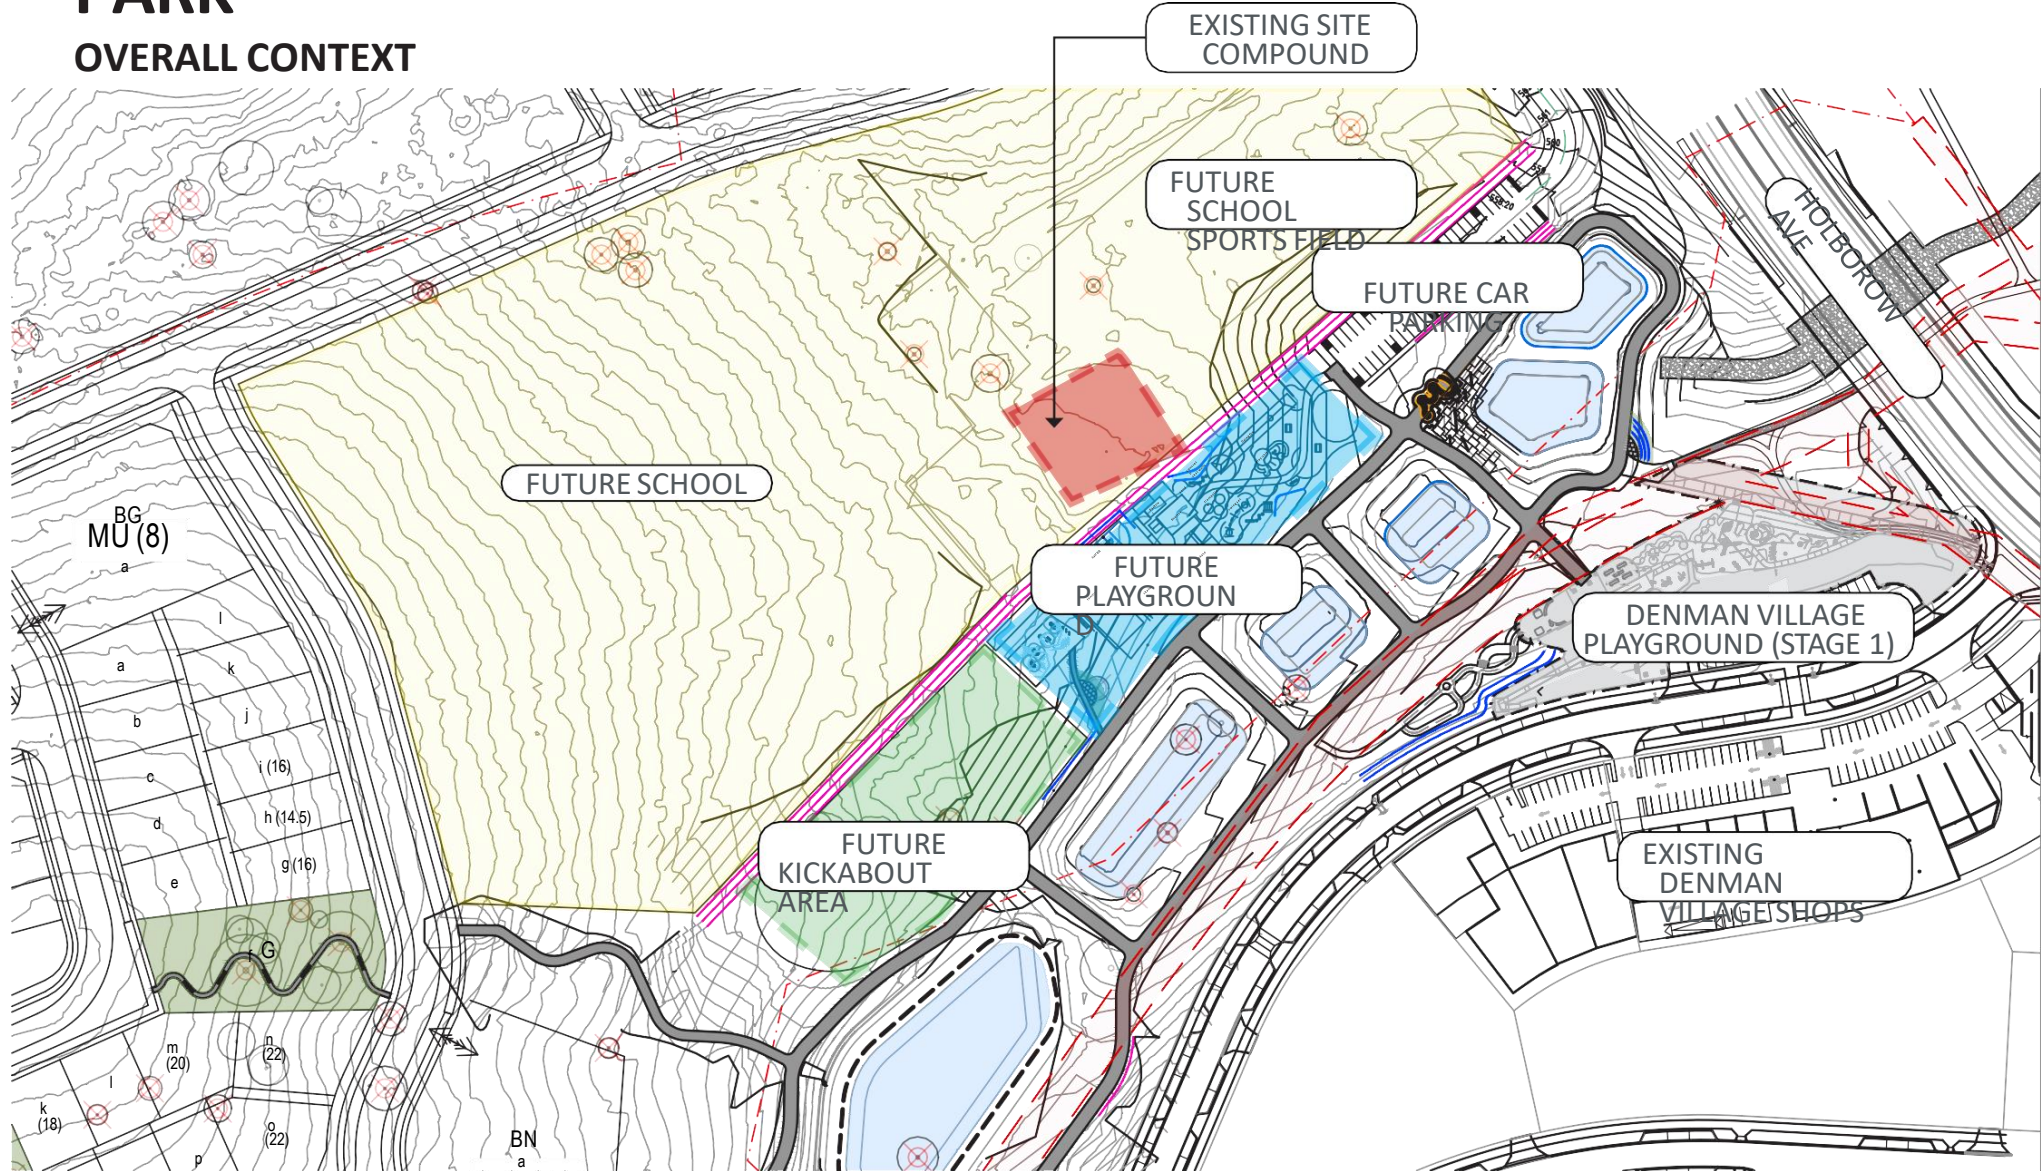 PARK
OVERALL CONTEXT
EXISTING SITE
COMPOUND
FUTURE
SCHOOL
SPORTS FIELD
FUTURE CAR
PARKING
HOLBOROW
AVE
FUTURE SCHOOL
BG
MU (8)
a
FUTURE
PLAYGROUN
D
DENMAN VILLAGE
PLAYGROUND (STAGE 1)
l
a
k
b
j
c
i (16)
d
h (14.5)
e
g (16)
FUTURE
KICKABOUT
AREA
EXISTING
DENMAN
VILLAGE SHOPS
f
G
m
(20)
n
(22)
l
k
(18)
o
(22)
p
BN
a